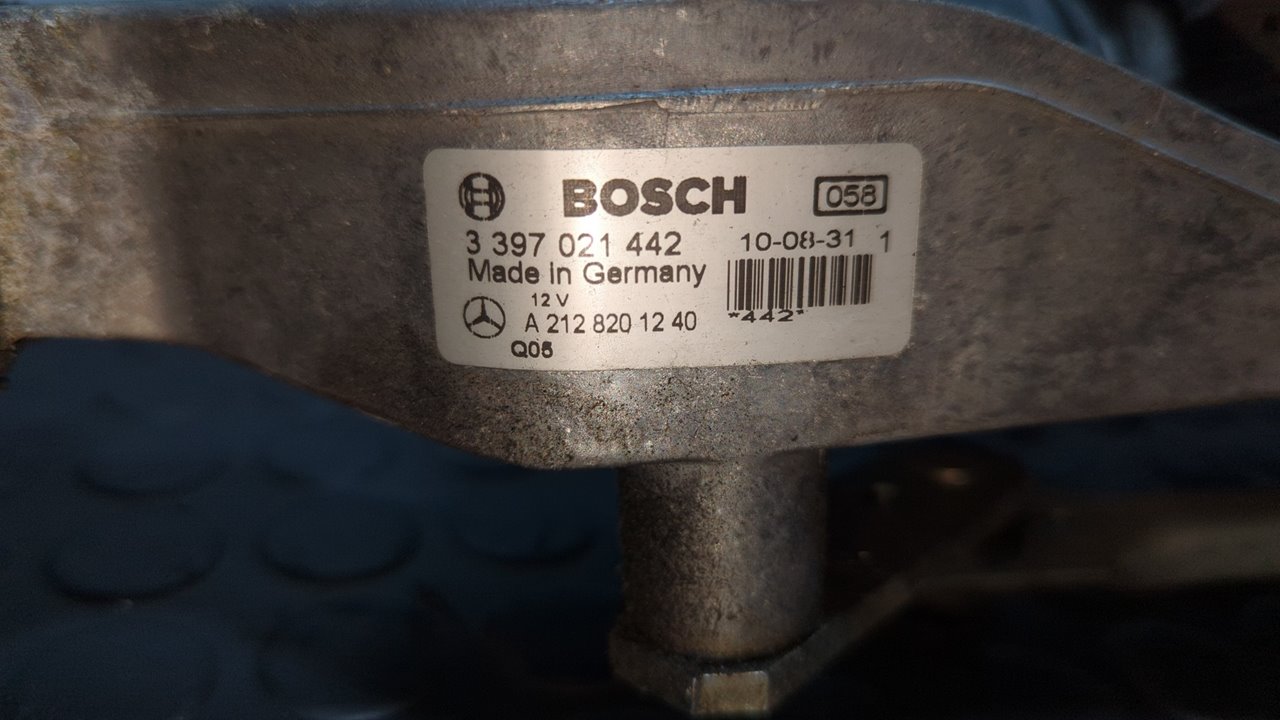 BOSCH 058
3 397 021 442 10-08-31 1
Made in Germany
12 V
A 212 820 12 40 *442*
Q05